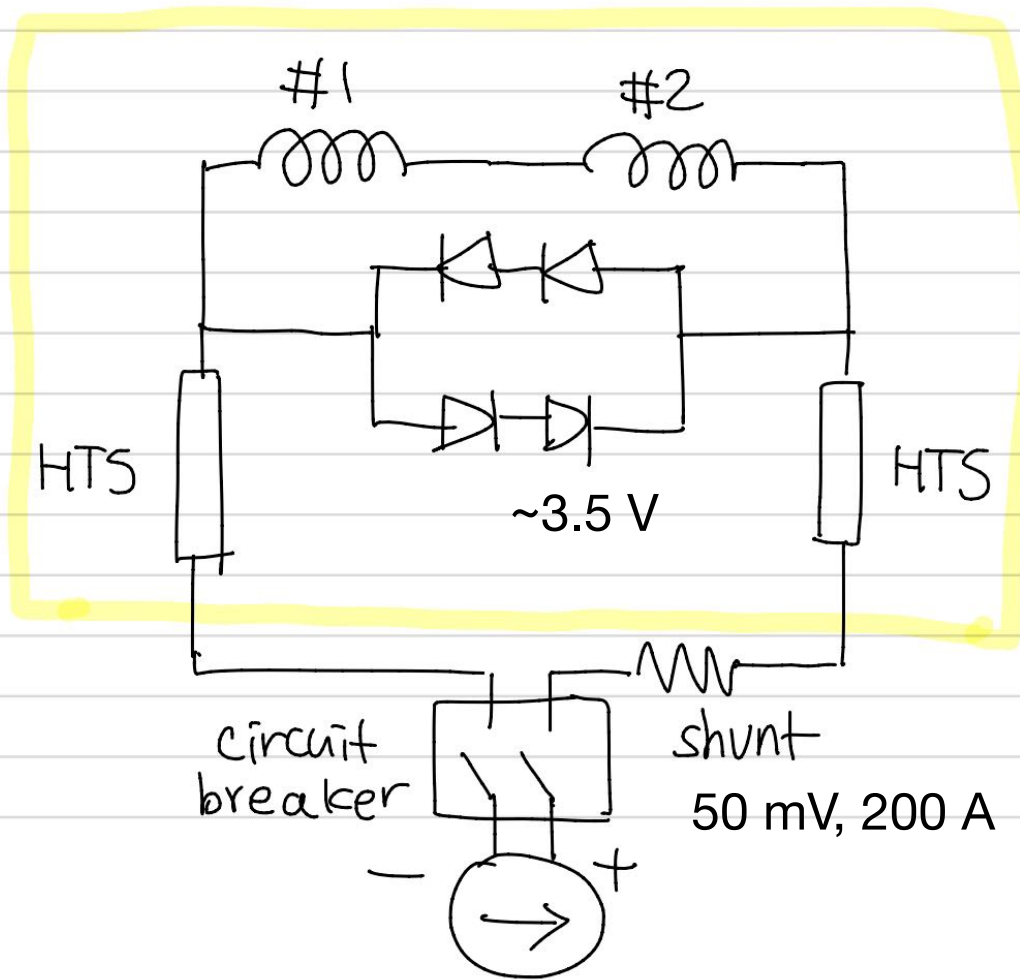 #1
#2
HTS
HTS
~3.5 V
circuit
breaker
shunt
50 mV, 200 A
−
+